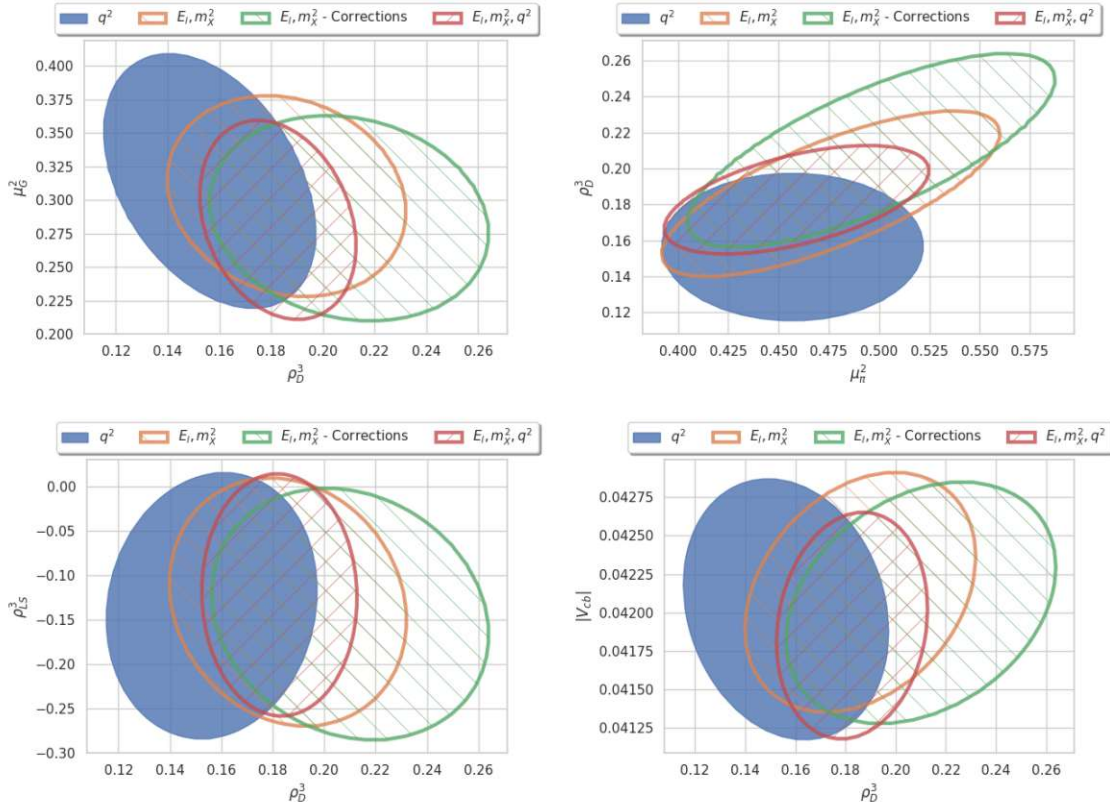 q² E_l, m_X² E_l, m_X² - Corrections E_l, m_X², q²
0.400
0.375
0.350
0.325
0.300
0.275
0.250
0.225
0.200
μ_G²
0.12 0.14 0.16 0.18 0.20 0.22 0.24 0.26
ρ_D³
q² E_l, m_X² E_l, m_X² - Corrections E_l, m_X², q²
0.26
0.24
0.22
0.20
0.18
0.16
0.14
0.12
ρ_D³
0.400 0.425 0.450 0.475 0.500 0.525 0.550 0.575
μ_π²
q² E_l, m_X² E_l, m_X² - Corrections E_l, m_X², q²
0.00
−0.05
−0.10
−0.15
−0.20
−0.25
−0.30
ρ_LS³
0.12 0.14 0.16 0.18 0.20 0.22 0.24 0.26
ρ_D³
q² E_l, m_X² E_l, m_X² - Corrections E_l, m_X², q²
0.04275
0.04250
0.04225
0.04200
0.04175
0.04150
0.04125
|V_cb|
0.12 0.14 0.16 0.18 0.20 0.22 0.24 0.26
ρ_D³